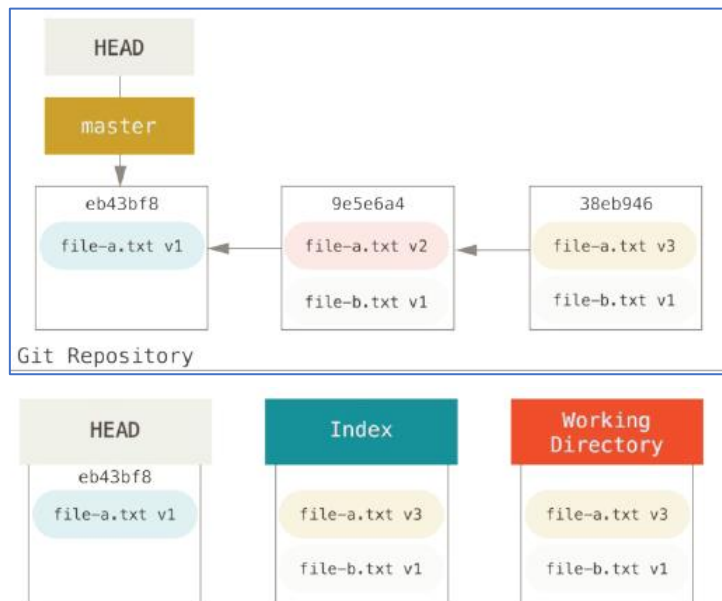 HEAD
master
eb43bf8
9e5e6a4
38eb946
file-a.txt v1
file-a.txt v2
file-a.txt v3
file-b.txt v1
file-b.txt v1
Git Repository
HEAD
Index
Working
Directory
eb43bf8
file-a.txt v1
file-a.txt v3
file-a.txt v3
file-b.txt v1
file-b.txt v1